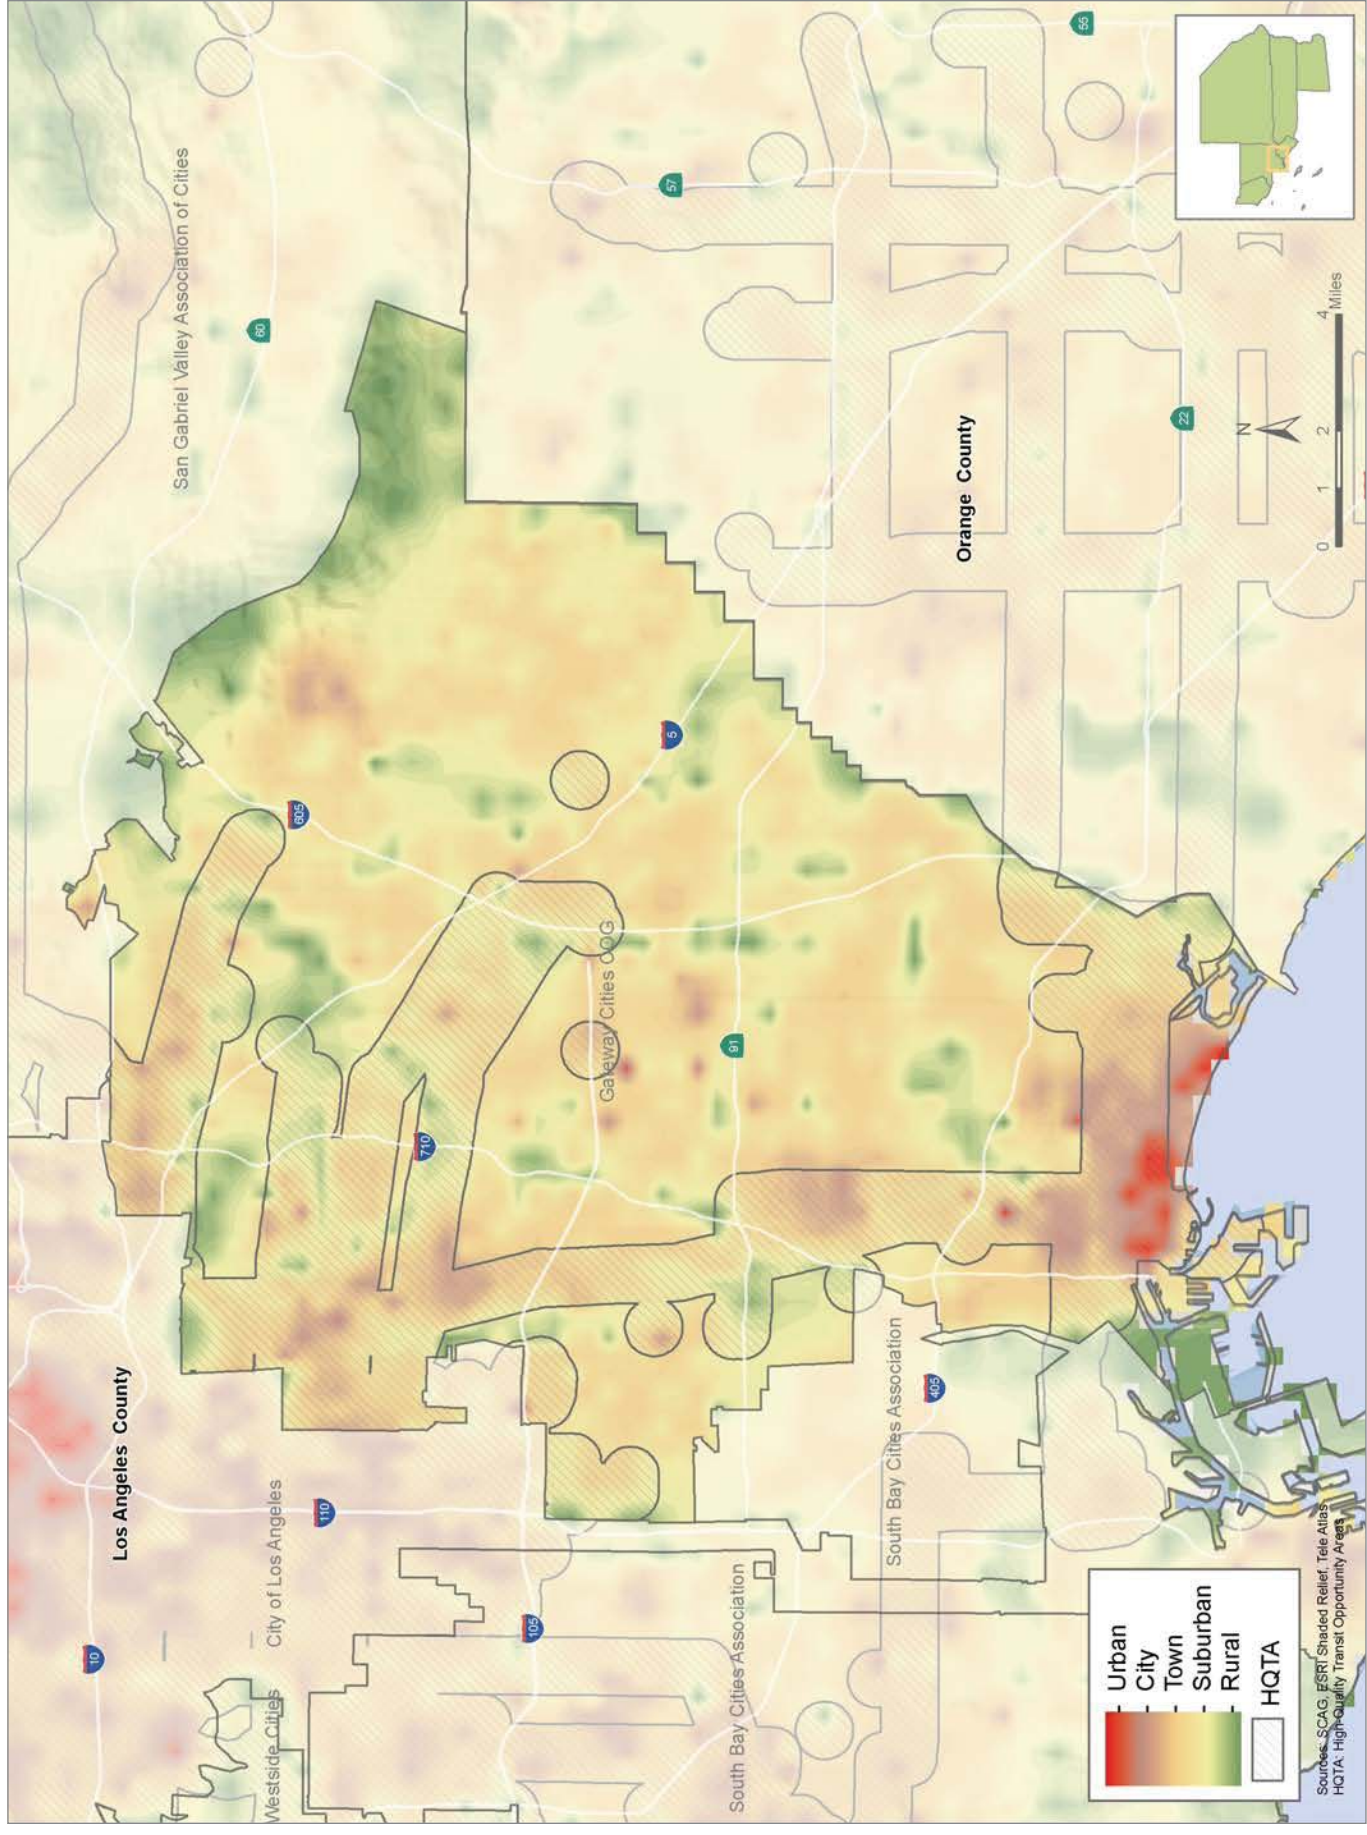 10
Los Angeles County
San Gabriel Valley Association of Cities
60
55
City of Los Angeles
Westside Cities
110
605
57
710
105
5
Gateway Cities COG
91
South Bay Cities Association
South Bay Cities Association
405
Orange County
22
N
0 1 2 4
Miles
Urban
City
Town
Suburban
Rural
HQTA
Sources: SCAG, ESRI Shaded Relief, Tele Atlas
HQTA: High-Quality Transit Opportunity Areas